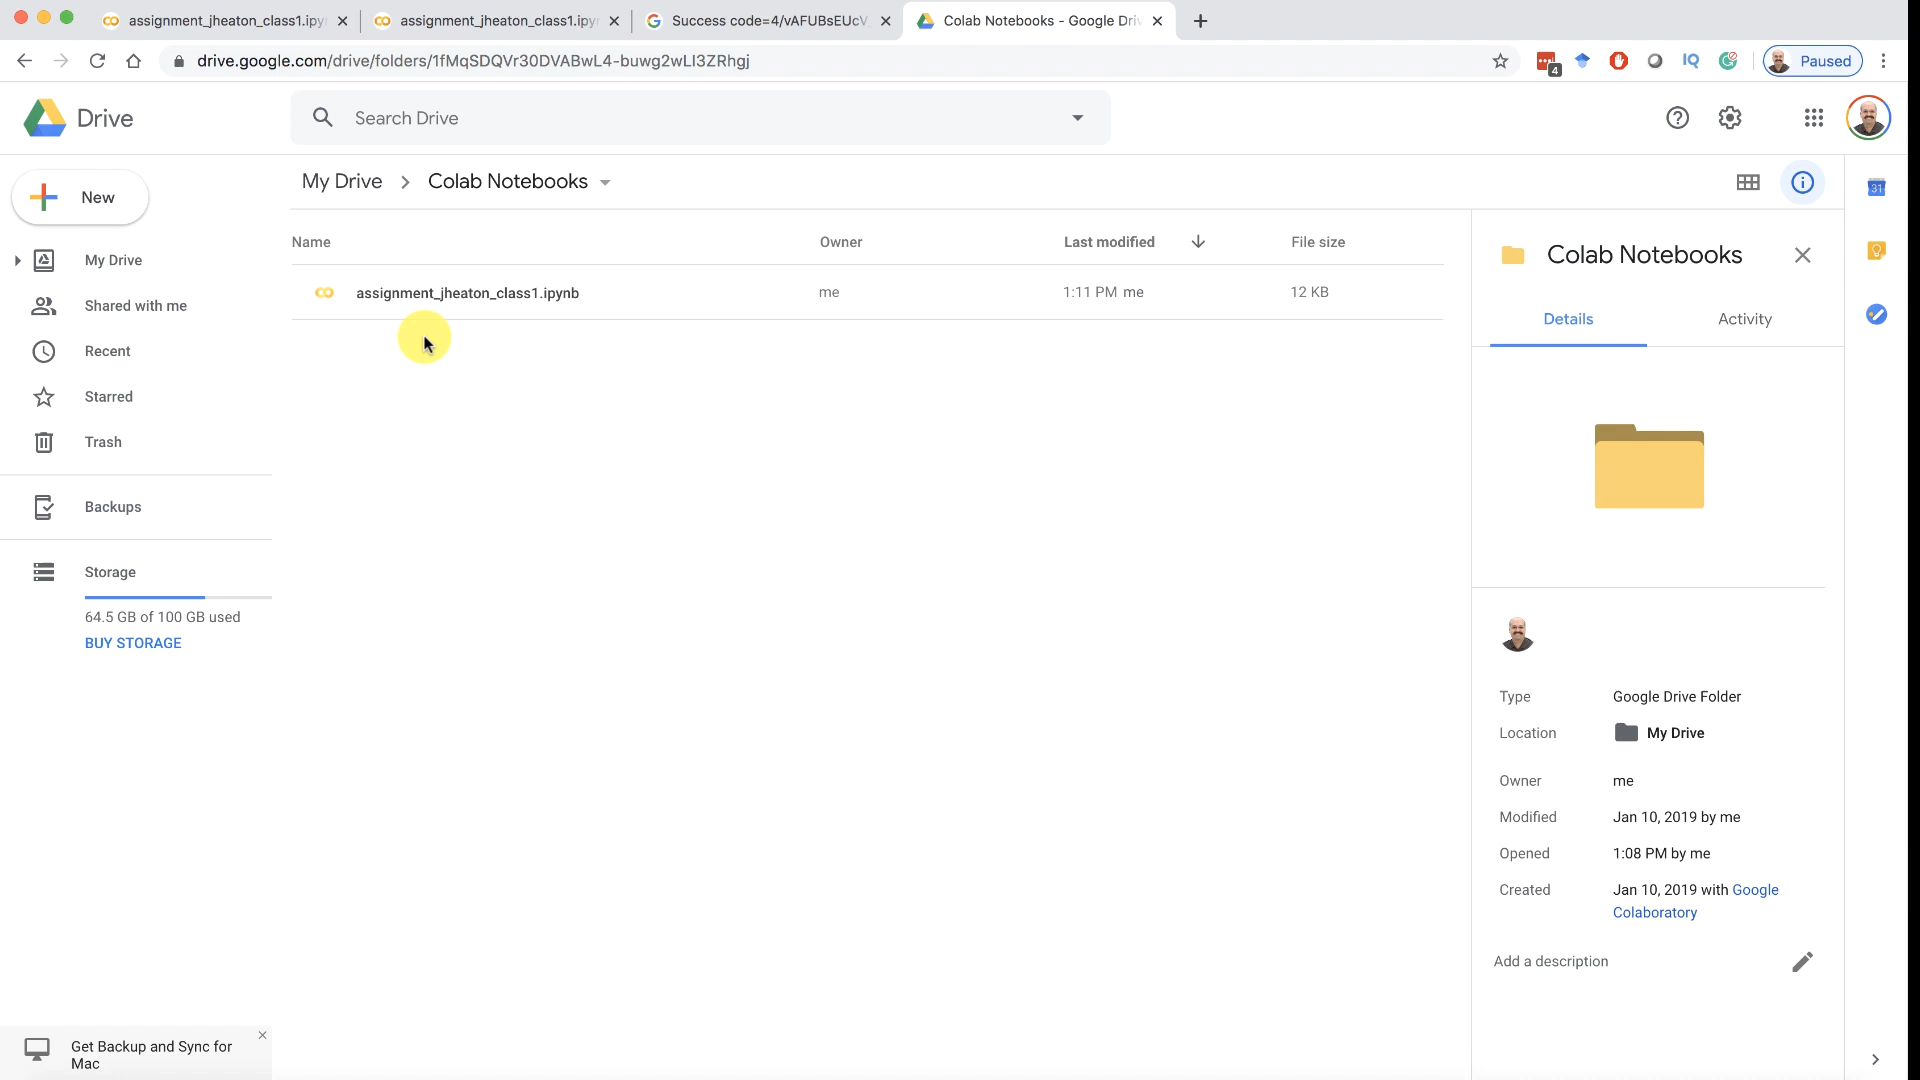 assignment_jheaton_class1.ipy
assignment_jheaton_class1.ipy
Success code=4/vAFUBsEUcV
Colab Notebooks - Google Driv
drive.google.com/drive/folders/1fMqSDQVr30DVABwL4-buwg2wLI3ZRhgj
4
IQ
Paused
Drive
Search Drive
New
My Drive
Colab Notebooks
31
Name
Owner
Last modified
File size
Colab Notebooks
My Drive
assignment_jheaton_class1.ipynb
me
1:11 PM me
12 KB
Shared with me
Details
Activity
Recent
Starred
Trash
Backups
Storage
64.5 GB of 100 GB used
BUY STORAGE
Type
Google Drive Folder
Location
My Drive
Owner
me
Modified
Jan 10, 2019 by me
Opened
1:08 PM by me
Created
Jan 10, 2019 with Google
Colaboratory
Add a description
Get Backup and Sync for
Mac